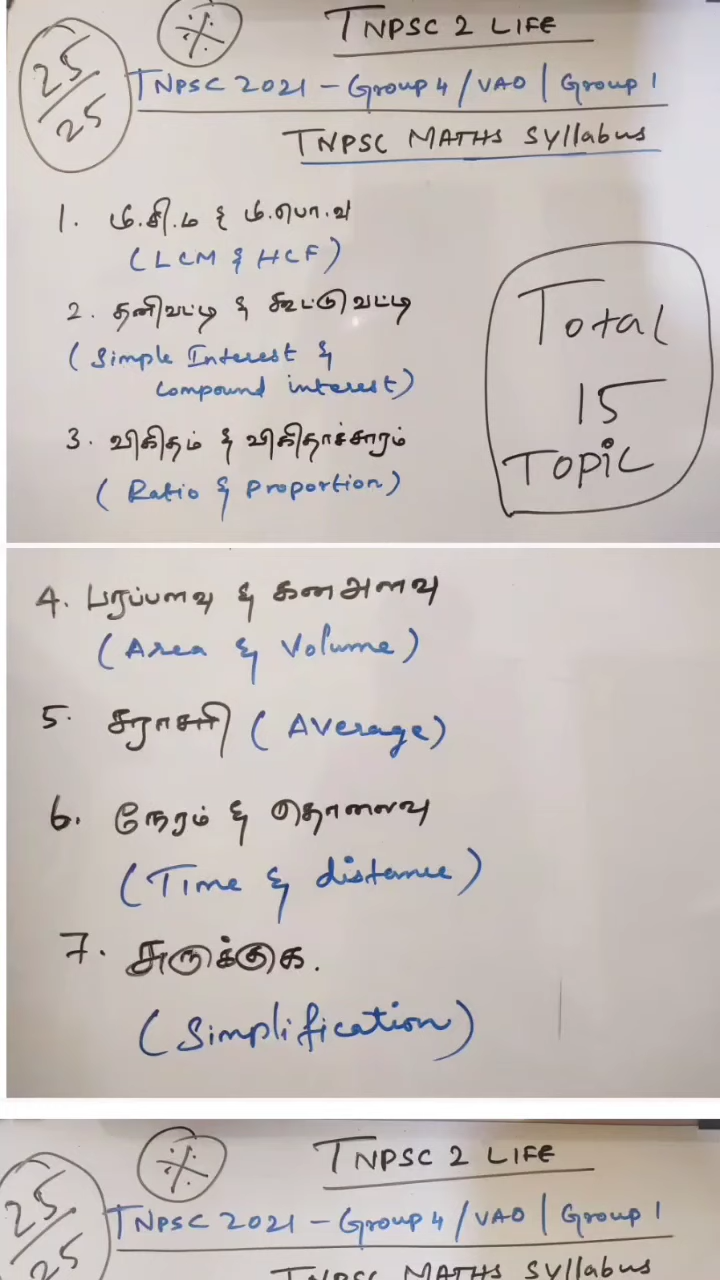 25/25
TNPSC 2 LIFE
TNPSC 2021 - Group 4 / VAO | Group 1
TNPSC MATHS Syllabus
1. மீ.சி.ம & மீ.பொ.வ
(LCM & HCF)
2. தனிவட்டி & கூட்டு வட்டி
(Simple Interest &
Compound interest)
3. விகிதம் & விகிதாச்சாரம்
(Ratio & Proportion)
Total
15
TOPIC
4. பரப்பளவு & கனஅளவு
(Area & Volume)
5. சராசரி (Average)
6. நேரம் & தொலைவு
(Time & distance)
7. சுருக்குக.
(Simplification)
25/25
TNPSC 2 LIFE
TNPSC 2021 - Group 4 / VAO | Group 1
TNPSC MATHS Syllabus